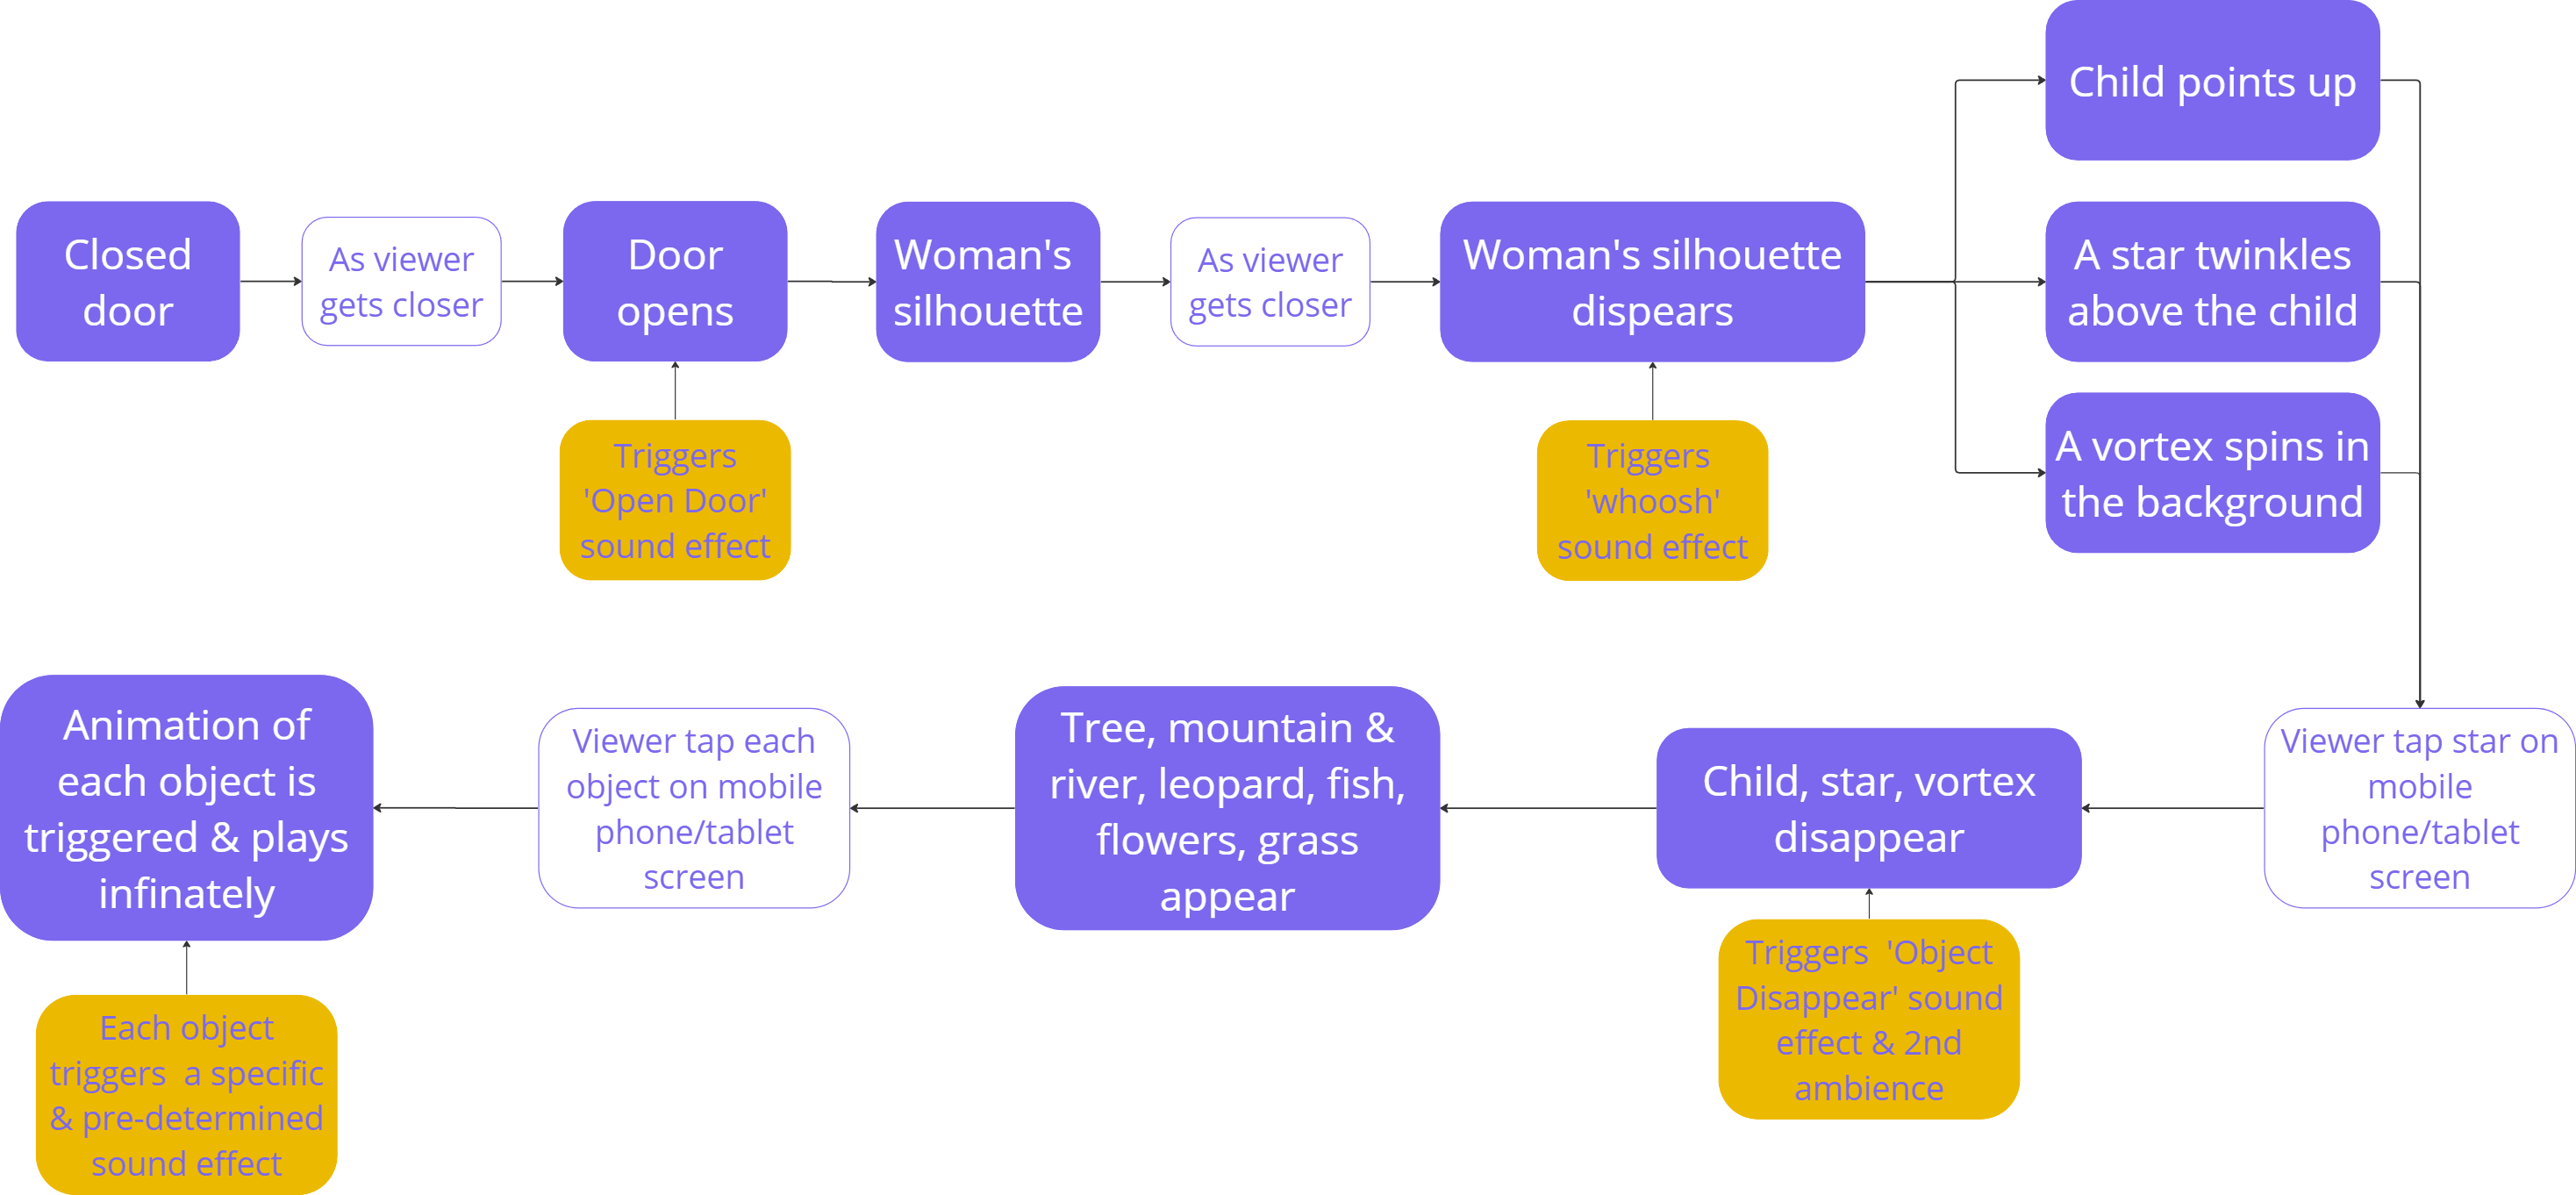 Child points up
Closed
door
As viewer
gets closer
Door
opens
Woman's
silhouette
As viewer
gets closer
Woman's silhouette
dispears
A star twinkles
above the child
A vortex spins in
the background
Triggers
'Open Door'
sound effect
Triggers
'whoosh'
sound effect
Viewer tap star on
mobile
phone/tablet
screen
Child, star, vortex
disappear
Triggers 'Object
Disappear' sound
effect & 2nd
ambience
Tree, mountain &
river, leopard, fish,
flowers, grass
appear
Viewer tap each
object on mobile
phone/tablet
screen
Animation of
each object is
triggered & plays
infinately
Each object
triggers a specific
& pre-determined
sound effect